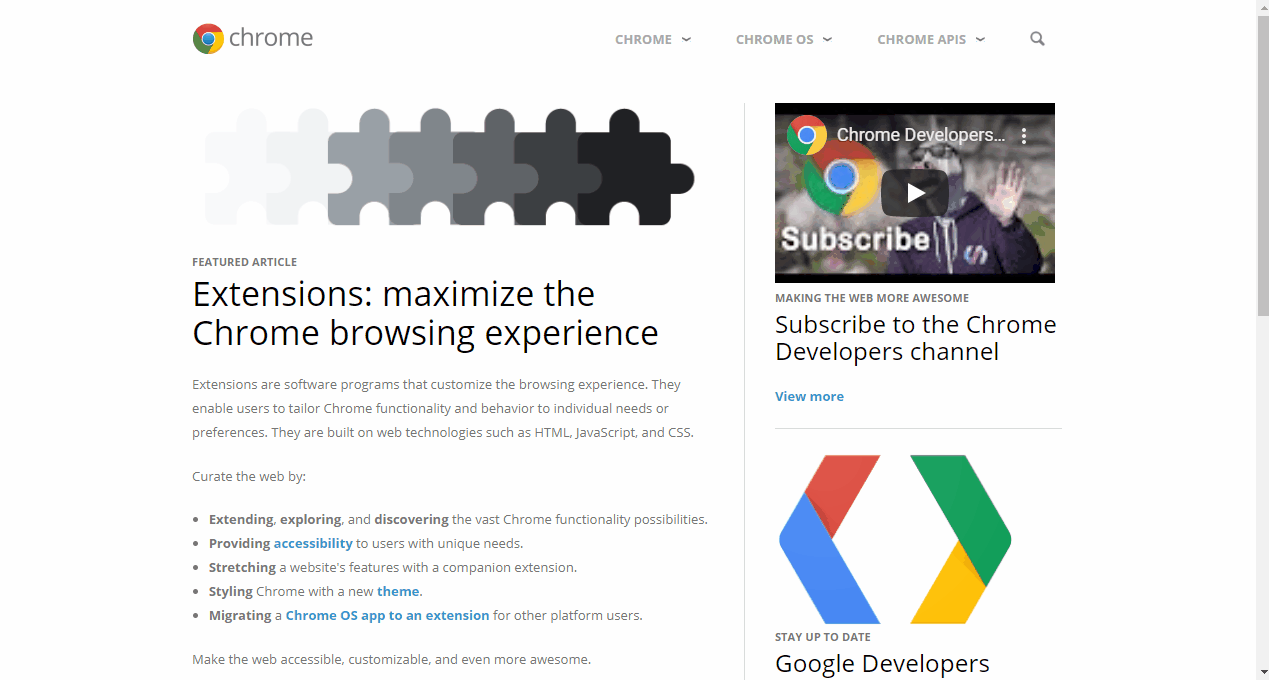 chrome
CHROME
CHROME OS
CHROME APIS
FEATURED ARTICLE
Extensions: maximize the
Chrome browsing experience
Extensions are software programs that customize the browsing experience. They
enable users to tailor Chrome functionality and behavior to individual needs or
preferences. They are built on web technologies such as HTML, JavaScript, and CSS.
Curate the web by:
Extending, exploring, and discovering the vast Chrome functionality possibilities.
Providing accessibility to users with unique needs.
Stretching a website's features with a companion extension.
Styling Chrome with a new theme.
Migrating a Chrome OS app to an extension for other platform users.
Make the web accessible, customizable, and even more awesome.
Chrome Developers...
Subscribe
MAKING THE WEB MORE AWESOME
Subscribe to the Chrome
Developers channel
View more
STAY UP TO DATE
Google Developers